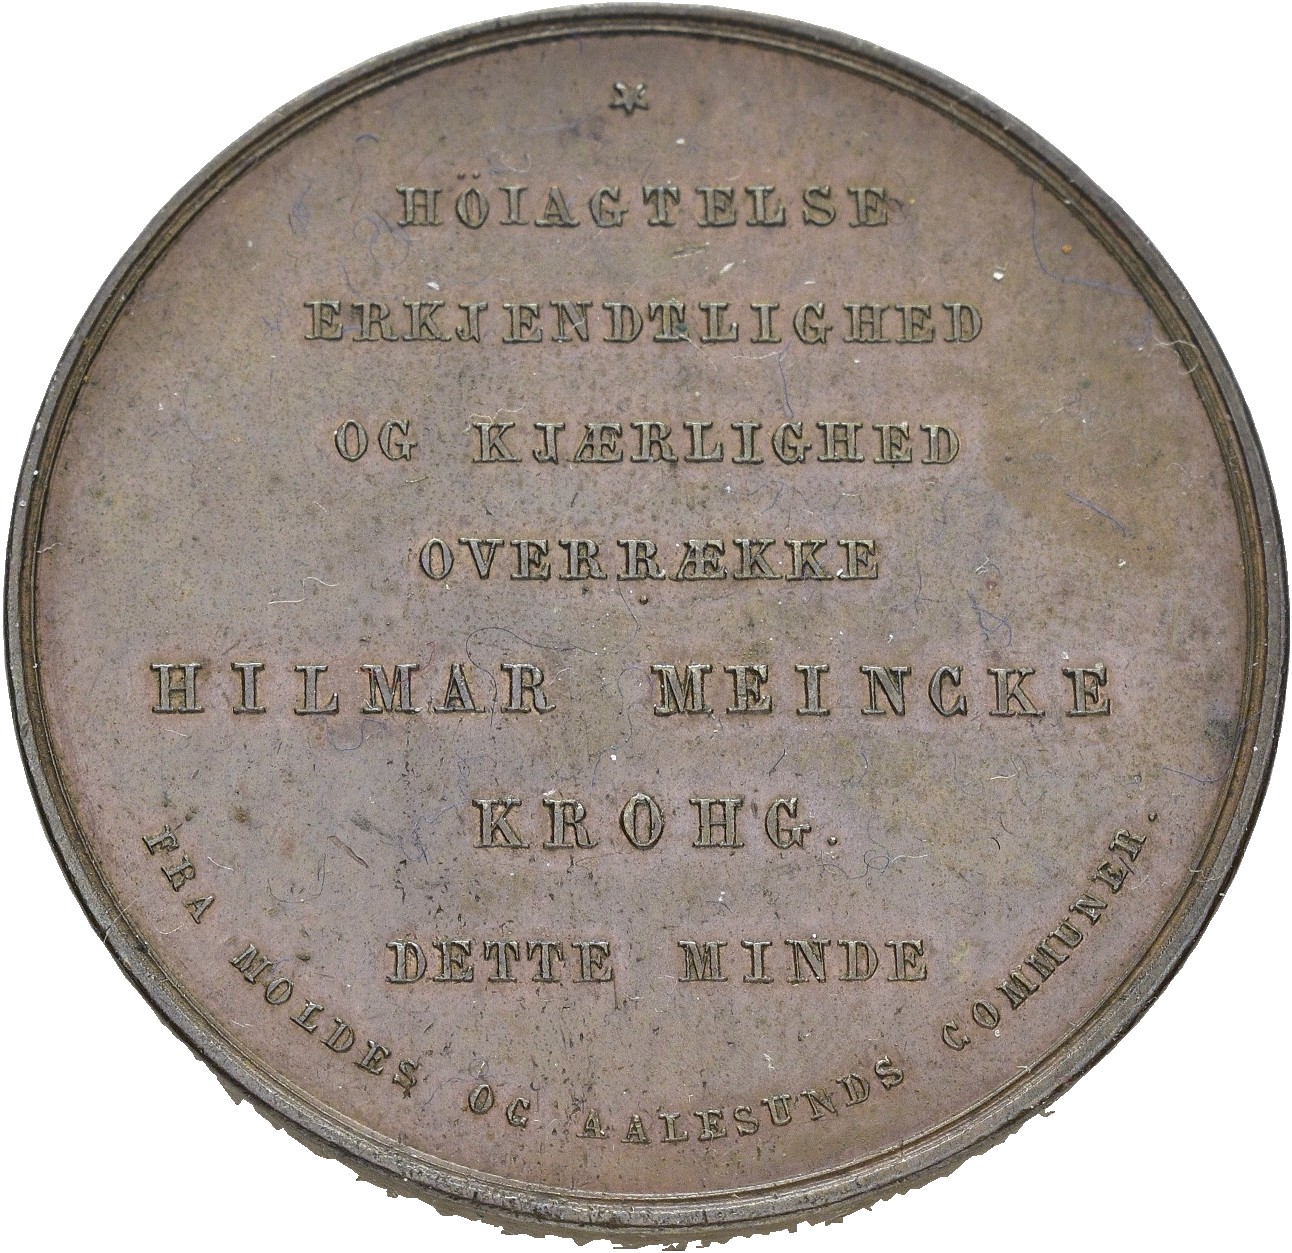 HÖIAGTELSE
ERKJENDTLIGHED
OG KJÆRLIGHED
OVERRÆKKE
HILMAR MEINCKE
KROHG.
DETTE MINDE
FRA MOLDES OG AALESUNDS COMMUNER.